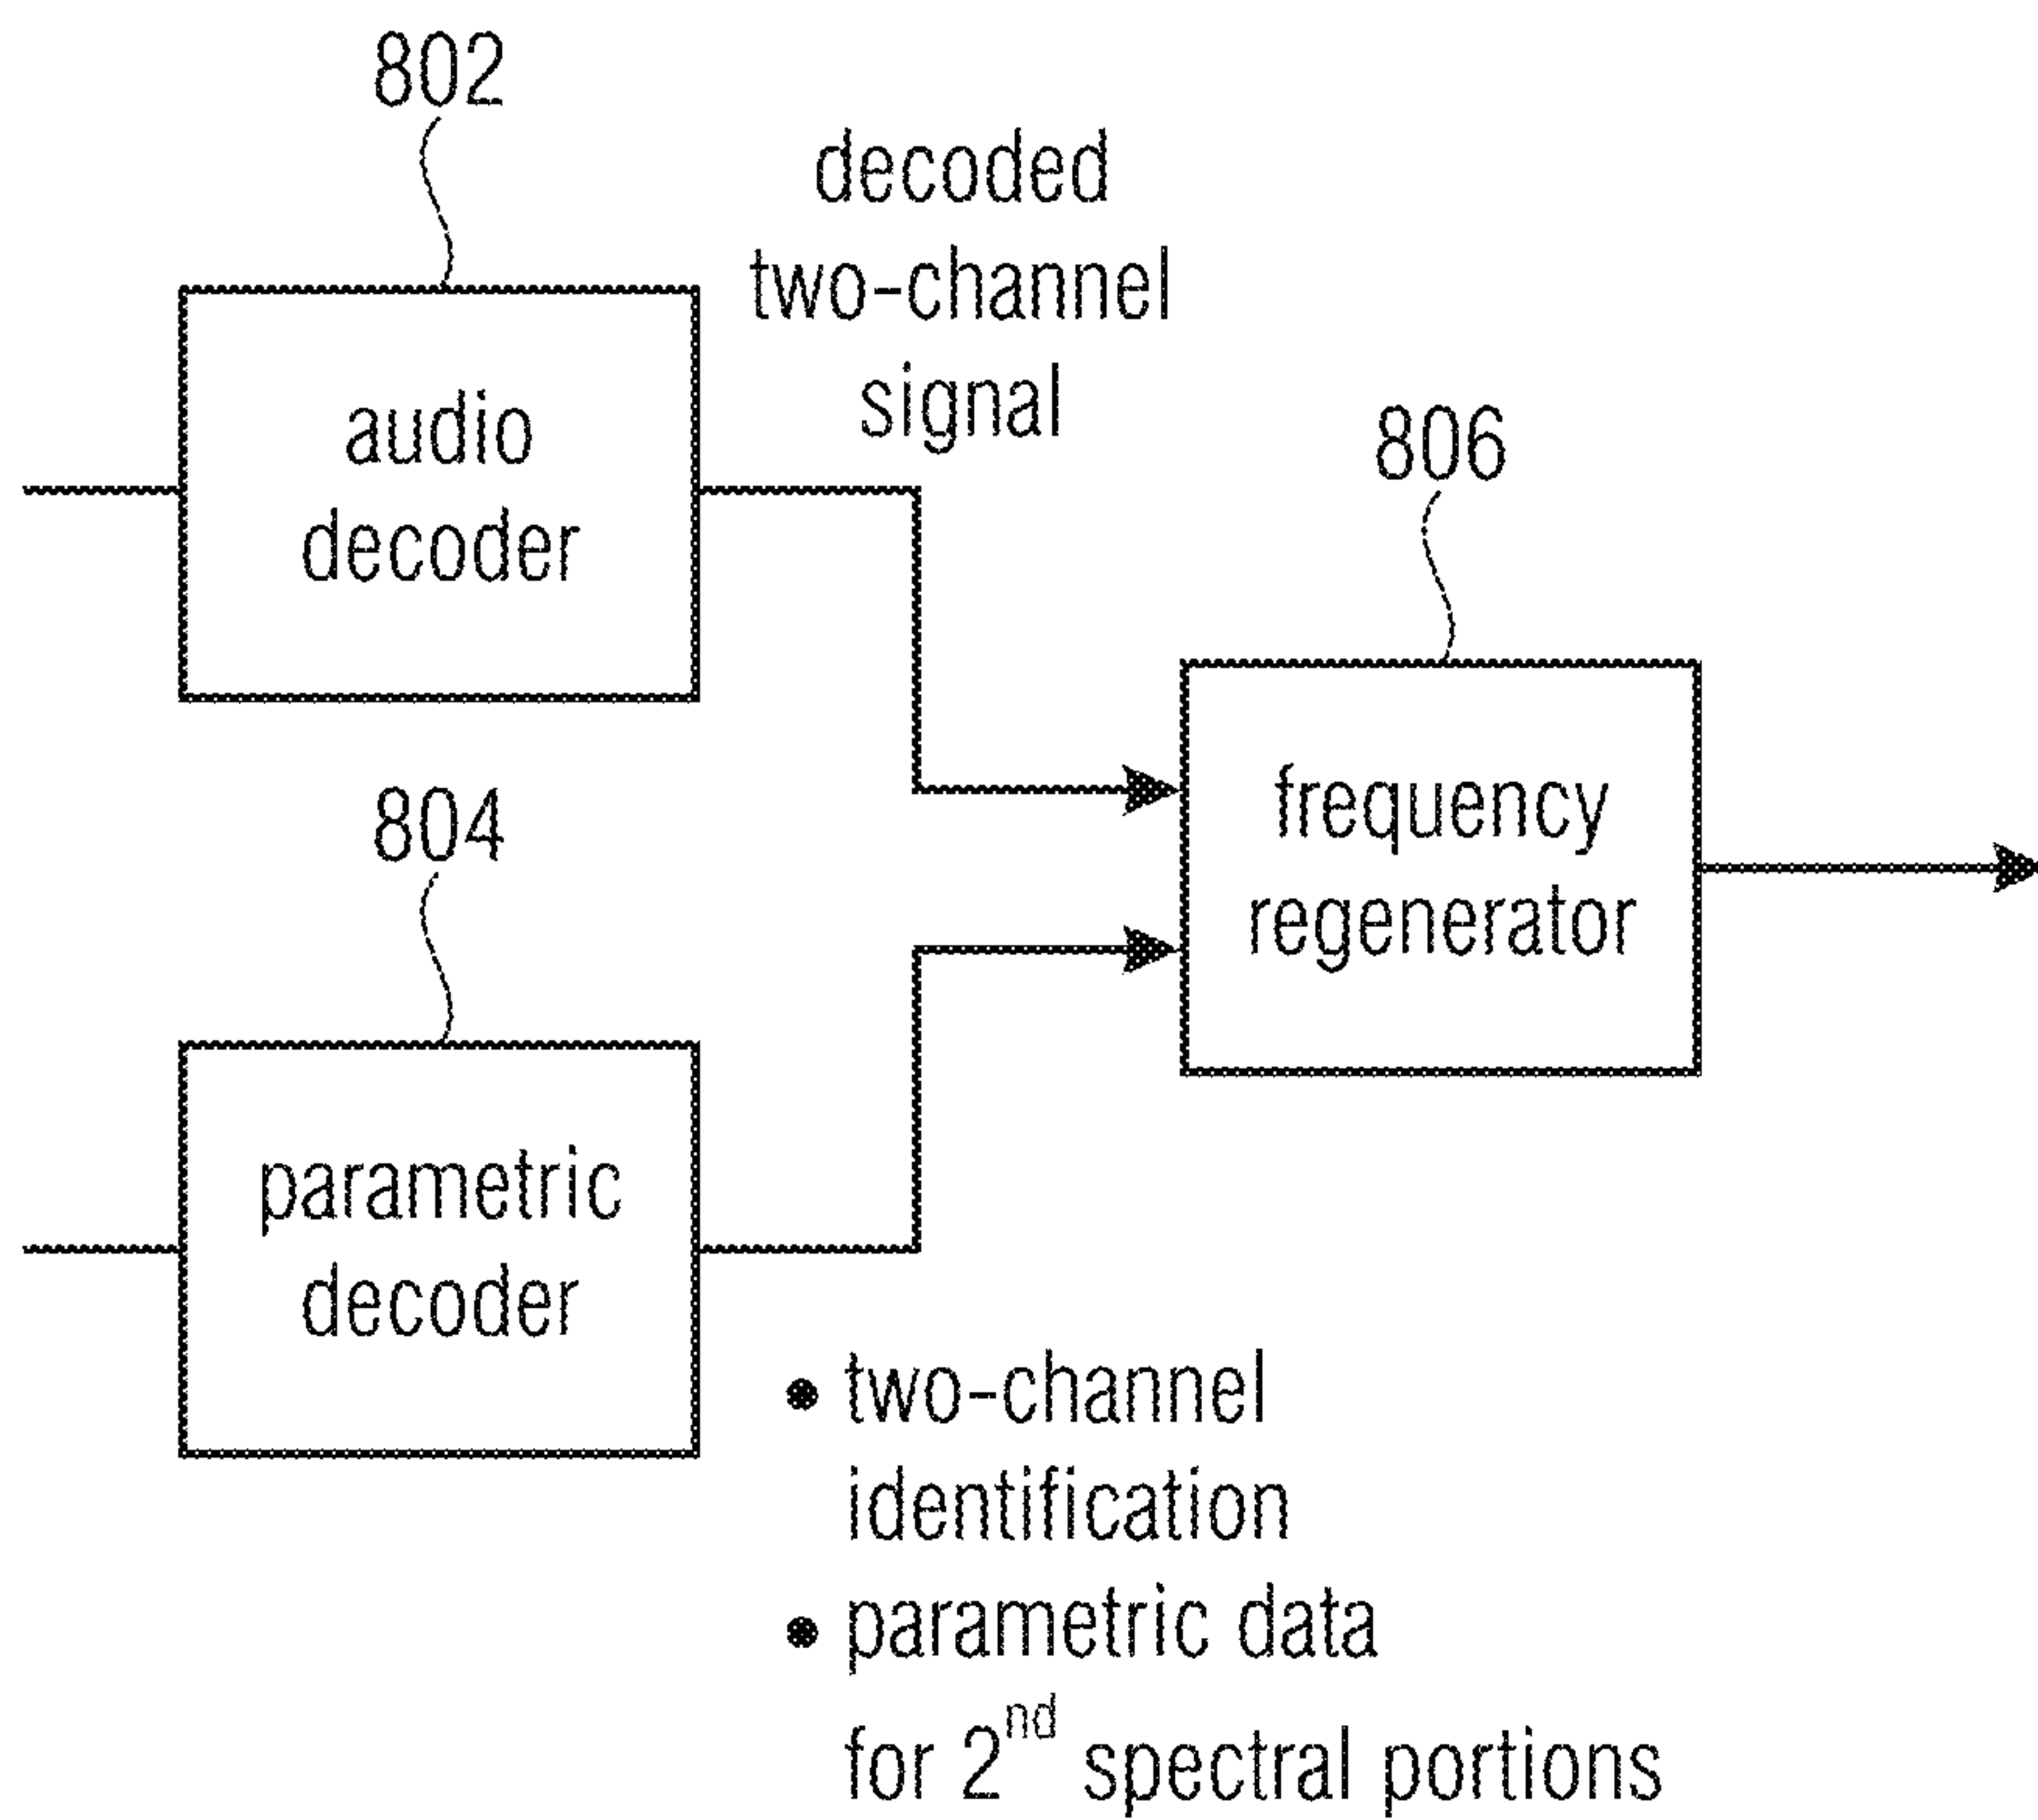 802
decoded
two-channel
signal
audio
decoder
806
804
frequency
regenerator
parametric
decoder
• two-channel
identification
• parametric data
for 2nd spectral portions